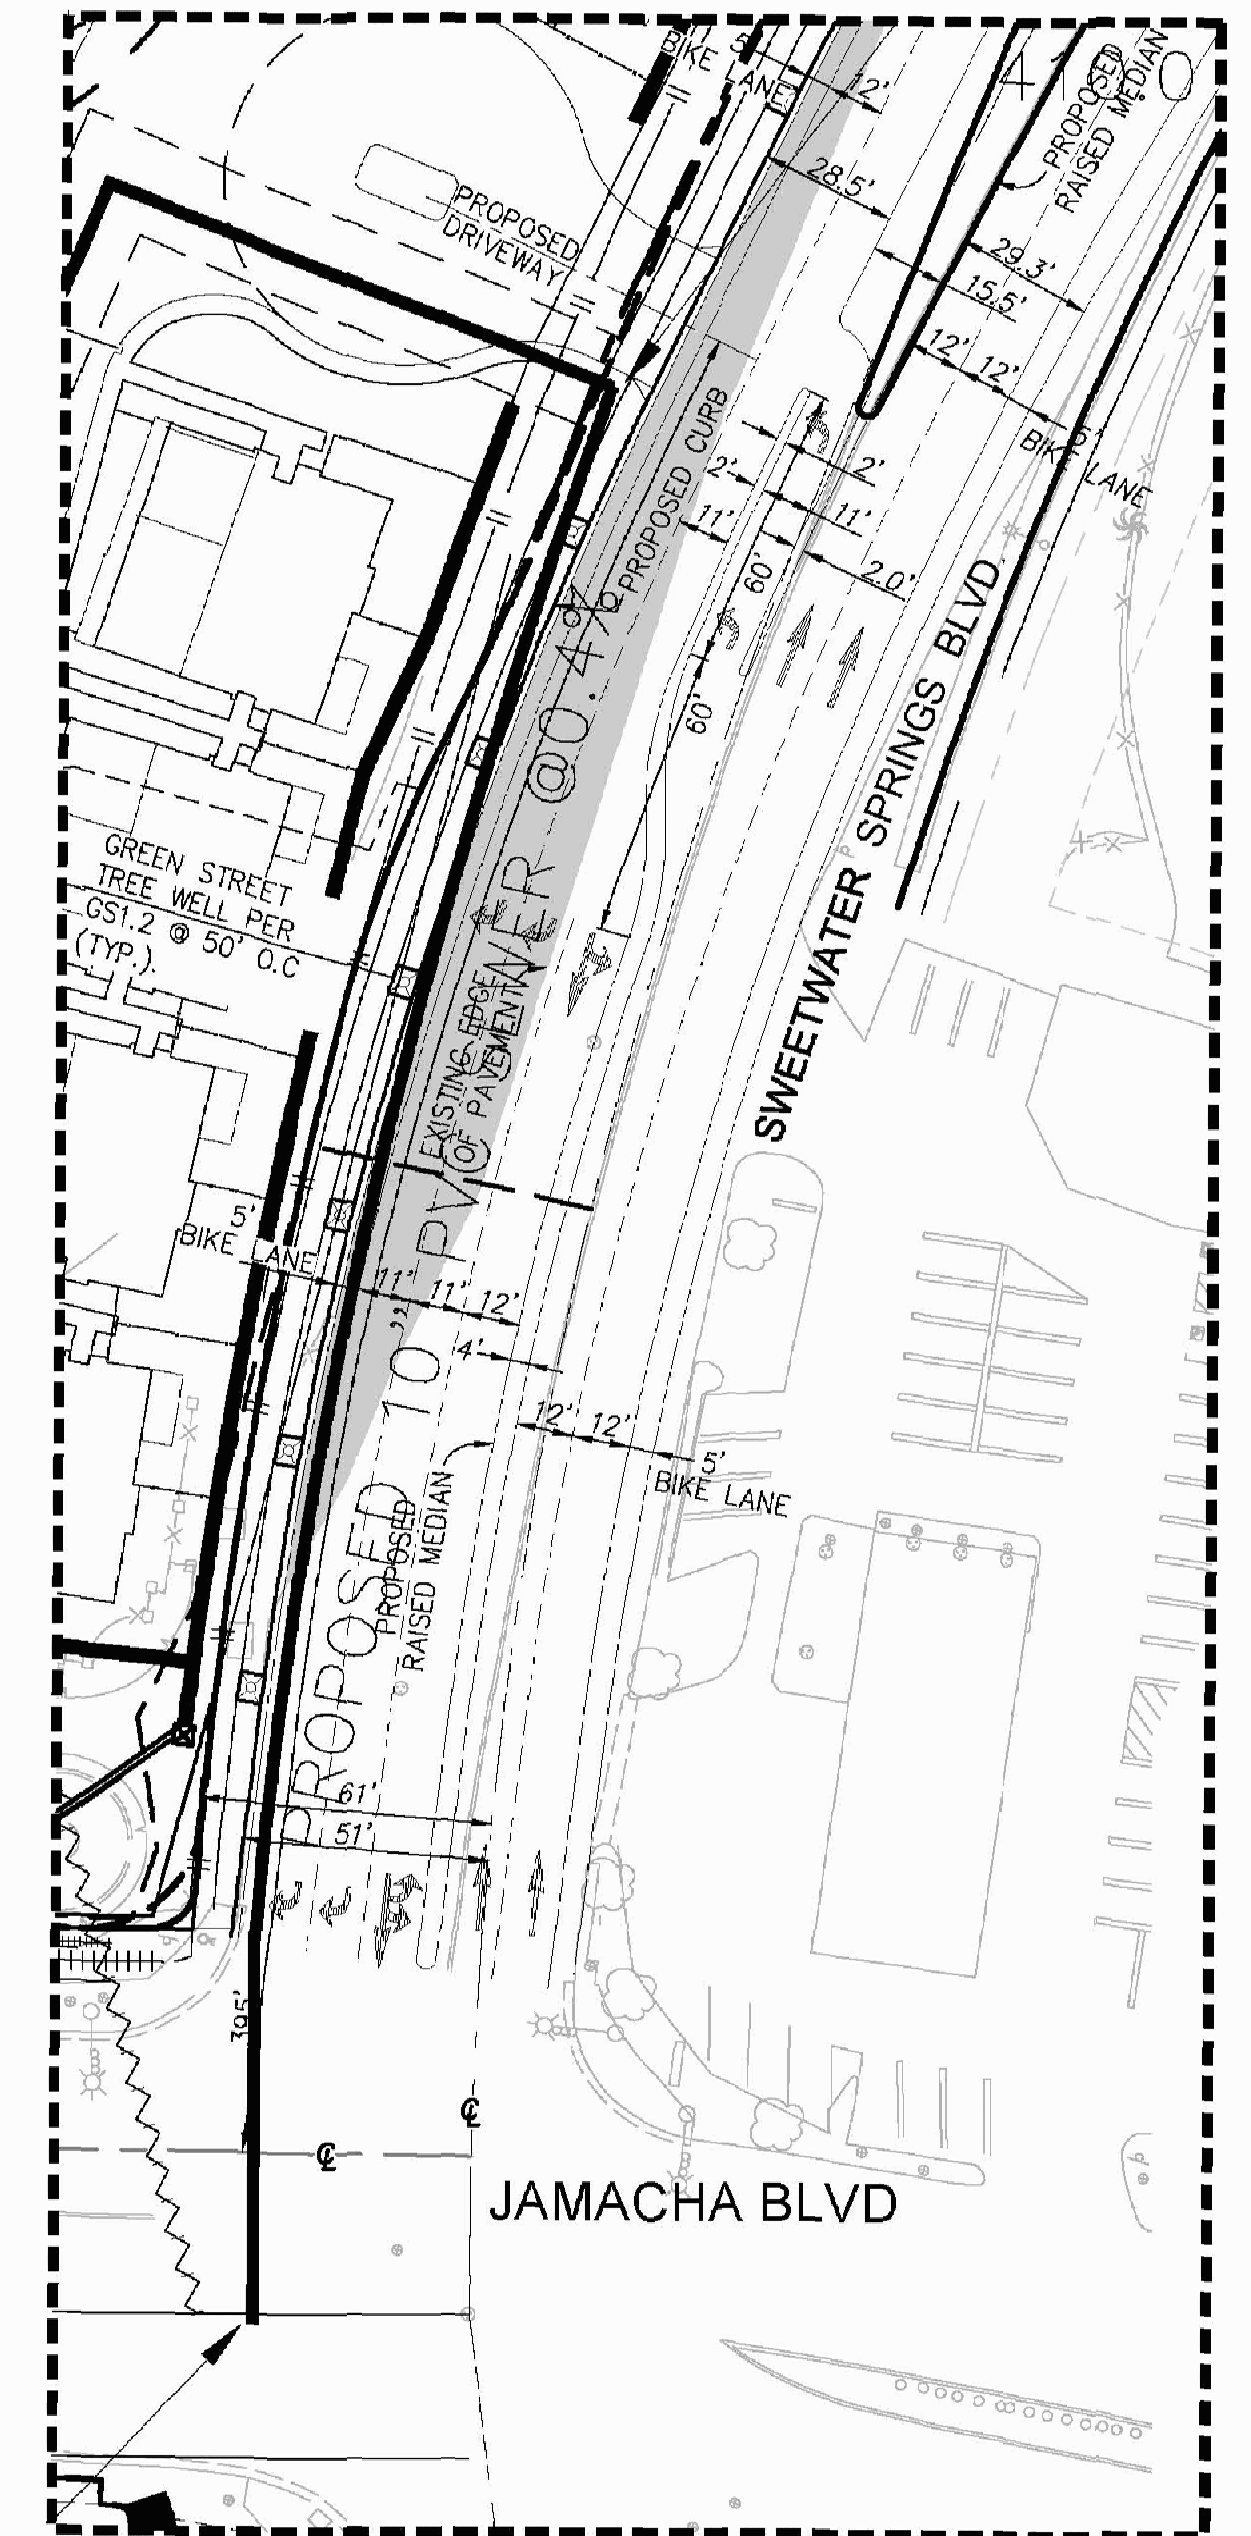 BIKE
LANE
5'
12'
410
PROPOSED
RAISED MEDIAN
28.5'
PROPOSED
DRIVEWAY
29.3'
15.5'
12'
12'
5'
BIKE LANE
PROPOSED CURB
2'
2'
11'
11'
60'
2.0'
60'
SWEETWATER SPRINGS BLVD.
GREEN STREET
TREE WELL PER
GS1.2 @ 50' O.C
(TYP.).
EXISTING EDGE
OF PAVEMENT
PROPOSED 10" PVC SEWER @0.4%
5'
BIKE LANE
11'
11'
12'
4'
12'
12'
5'
BIKE LANE
PROPOSED
RAISED MEDIAN
61'
51'
395'
℄
℄
JAMACHA BLVD